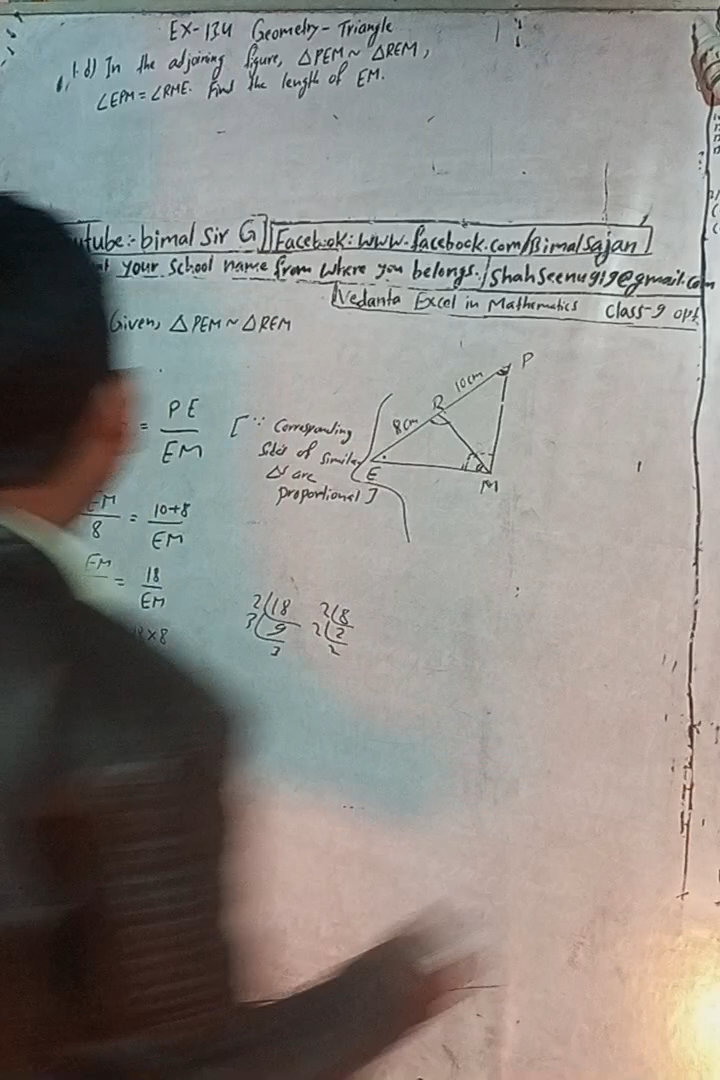 EX-13.4 Geometry-Triangle
1.d) In the adjoining figure, △PEM ~ △REM,
∠EPM = ∠RME. Find the length of EM.
utube:- bimal Sir G Facebook: www.facebook.com/Bimalsajan
your school name from where you belongs./shahseenu919@gmail.com
Vedanta Excel in Mathematics Class-9 opt
Given, △PEM ~ △REM
= PE/EM [∵ Corresponding sides of similar △s are proportional]
EM/8 = 10+8/EM
EM = 18/EM
18×8
2(18 2(8
3(9 2(2
3 2
P
10cm
R
8cm
E
M